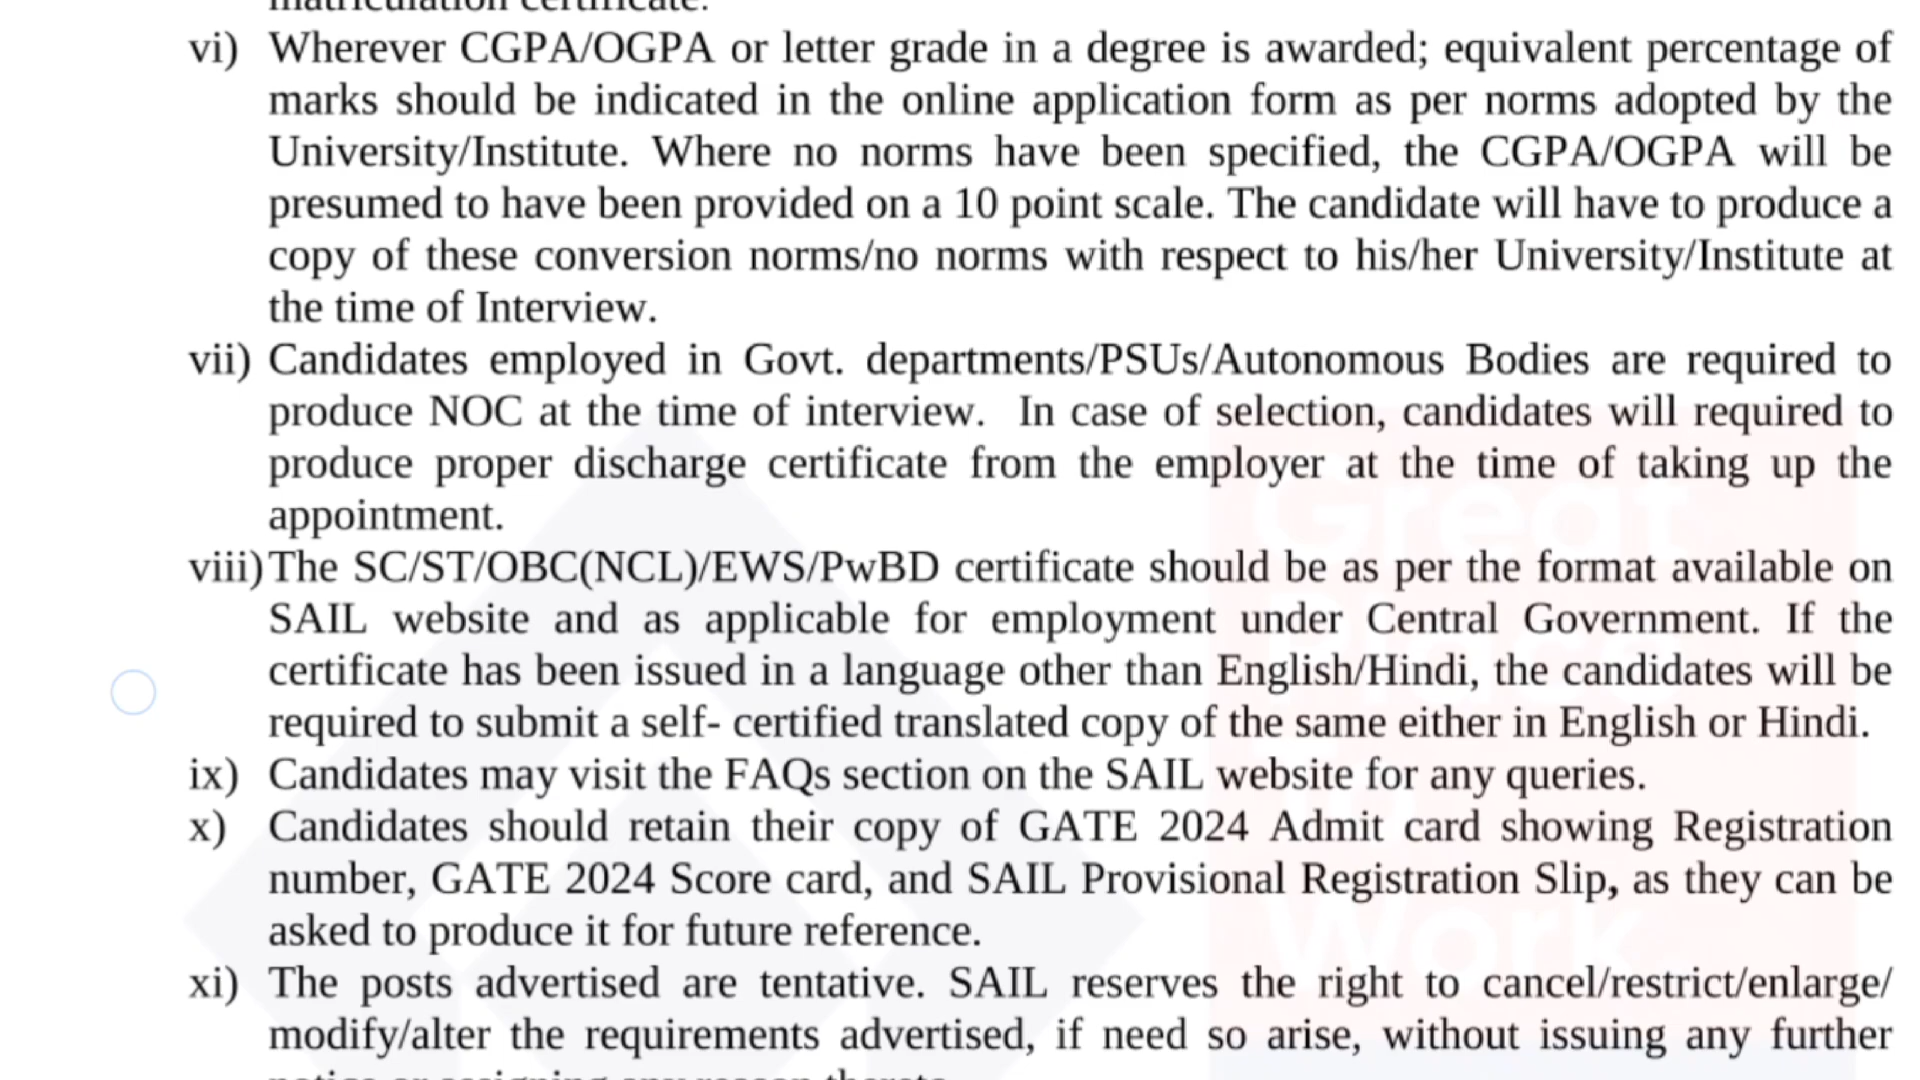 matriculation certificate.
vi) Wherever CGPA/OGPA or letter grade in a degree is awarded; equivalent percentage of
marks should be indicated in the online application form as per norms adopted by the
University/Institute. Where no norms have been specified, the CGPA/OGPA will be
presumed to have been provided on a 10 point scale. The candidate will have to produce a
copy of these conversion norms/no norms with respect to his/her University/Institute at
the time of Interview.
vii) Candidates employed in Govt. departments/PSUs/Autonomous Bodies are required to
produce NOC at the time of interview. In case of selection, candidates will required to
produce proper discharge certificate from the employer at the time of taking up the
appointment.
viii) The SC/ST/OBC(NCL)/EWS/PwBD certificate should be as per the format available on
SAIL website and as applicable for employment under Central Government. If the
certificate has been issued in a language other than English/Hindi, the candidates will be
required to submit a self- certified translated copy of the same either in English or Hindi.
ix) Candidates may visit the FAQs section on the SAIL website for any queries.
x) Candidates should retain their copy of GATE 2024 Admit card showing Registration
number, GATE 2024 Score card, and SAIL Provisional Registration Slip, as they can be
asked to produce it for future reference.
xi) The posts advertised are tentative. SAIL reserves the right to cancel/restrict/enlarge/
modify/alter the requirements advertised, if need so arise, without issuing any further
notice or assigning any reason thereto.
Great
Place
To
Work